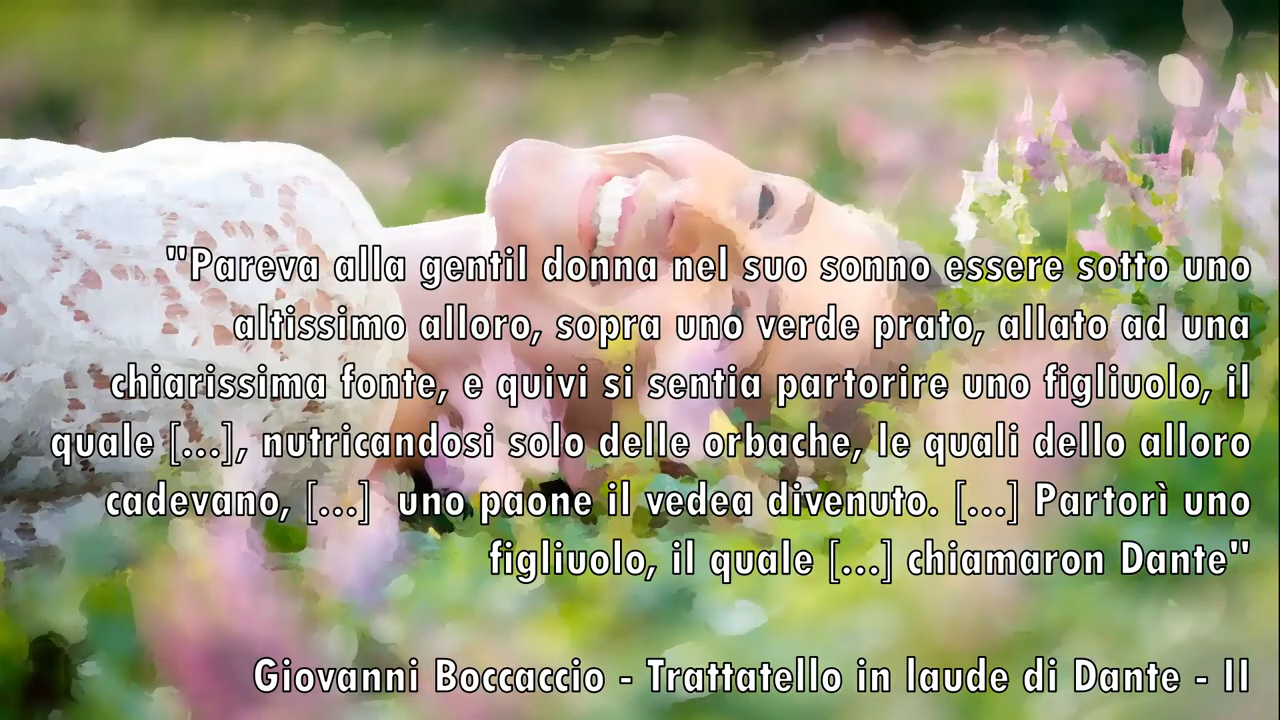 "Pareva alla gentil donna nel suo sonno essere sotto uno
altissimo alloro, sopra uno verde prato, allato ad una
chiarissima fonte, e quivi si sentia partorire uno figliuolo, il
quale [...], nutricandosi solo delle orbache, le quali dello alloro
cadevano, [...]  uno paone il vedea divenuto. [...] Partorì uno
figliuolo, il quale [...] chiamaron Dante"
Giovanni Boccaccio - Trattatello in laude di Dante - II